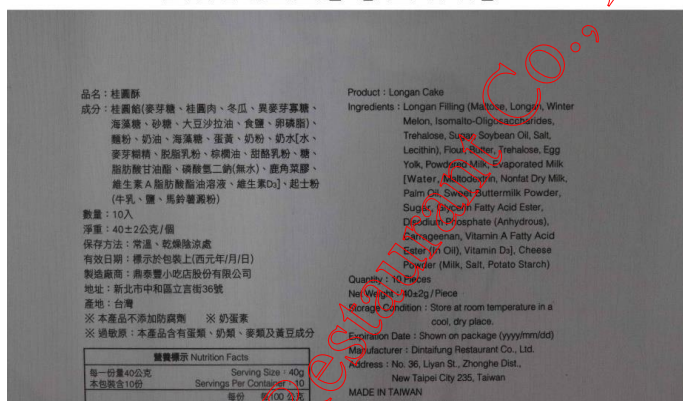 品名：桂圓酥
成分：桂圓餡(麥芽糖、桂圓肉、冬瓜、異麥芽寡糖、
海藻糖、砂糖、大豆沙拉油、食鹽、卵磷脂)、
麵粉、奶油、海藻糖、蛋黃、奶粉、奶水[水、
麥芽糊精、脫脂乳粉、棕櫚油、甜酪乳粉、糖、
脂肪酸甘油酯、磷酸氫二鈉(無水)、鹿角菜膠、
維生素A脂肪酸酯油溶液、維生素D₃]、起士粉
(牛乳、鹽、馬鈴薯澱粉)
數量：10入
淨重：40±2公克/個
保存方法：常溫、乾燥陰涼處
有效日期：標示於包裝上(西元年/月/日)
製造廠商：鼎泰豐小吃店股份有限公司
地址：新北市中和區立言街36號
產地：台灣
※ 本產品不添加防腐劑 ※ 奶蛋素
※ 過敏原：本產品含有蛋類、奶類、麥類及黃豆成分
營養標示 Nutrition Facts
每一份量40公克 Serving Size：40g
本包裝含10份 Servings Per Container：10
每份 每100公克
Product：Longan Cake
Ingredients：Longan Filling (Maltose, Longan, Winter
Melon, Isomalto-Oligosaccharides,
Trehalose, Sugar, Soybean Oil, Salt,
Lecithin), Flour, Butter, Trehalose, Egg
Yolk, Powdered Milk, Evaporated Milk
[Water, Maltodextrin, Nonfat Dry Milk,
Palm Oil, Sweet Buttermilk Powder,
Sugar, Glycerin Fatty Acid Ester,
Disodium Phosphate (Anhydrous),
Carrageenan, Vitamin A Fatty Acid
Ester (In Oil), Vitamin D₃], Cheese
Powder (Milk, Salt, Potato Starch)
Quantity：10 Pieces
Net Weight：40±2g / Piece
Storage Condition：Store at room temperature in a
cool, dry place.
Expiration Date：Shown on package (yyyy/mm/dd)
Manufacturer：Dintaifung Restaurant Co., Ltd.
Address：No. 36, Liyan St., Zhonghe Dist.,
New Taipei City 235, Taiwan
MADE IN TAIWAN
Restaurant Co.,